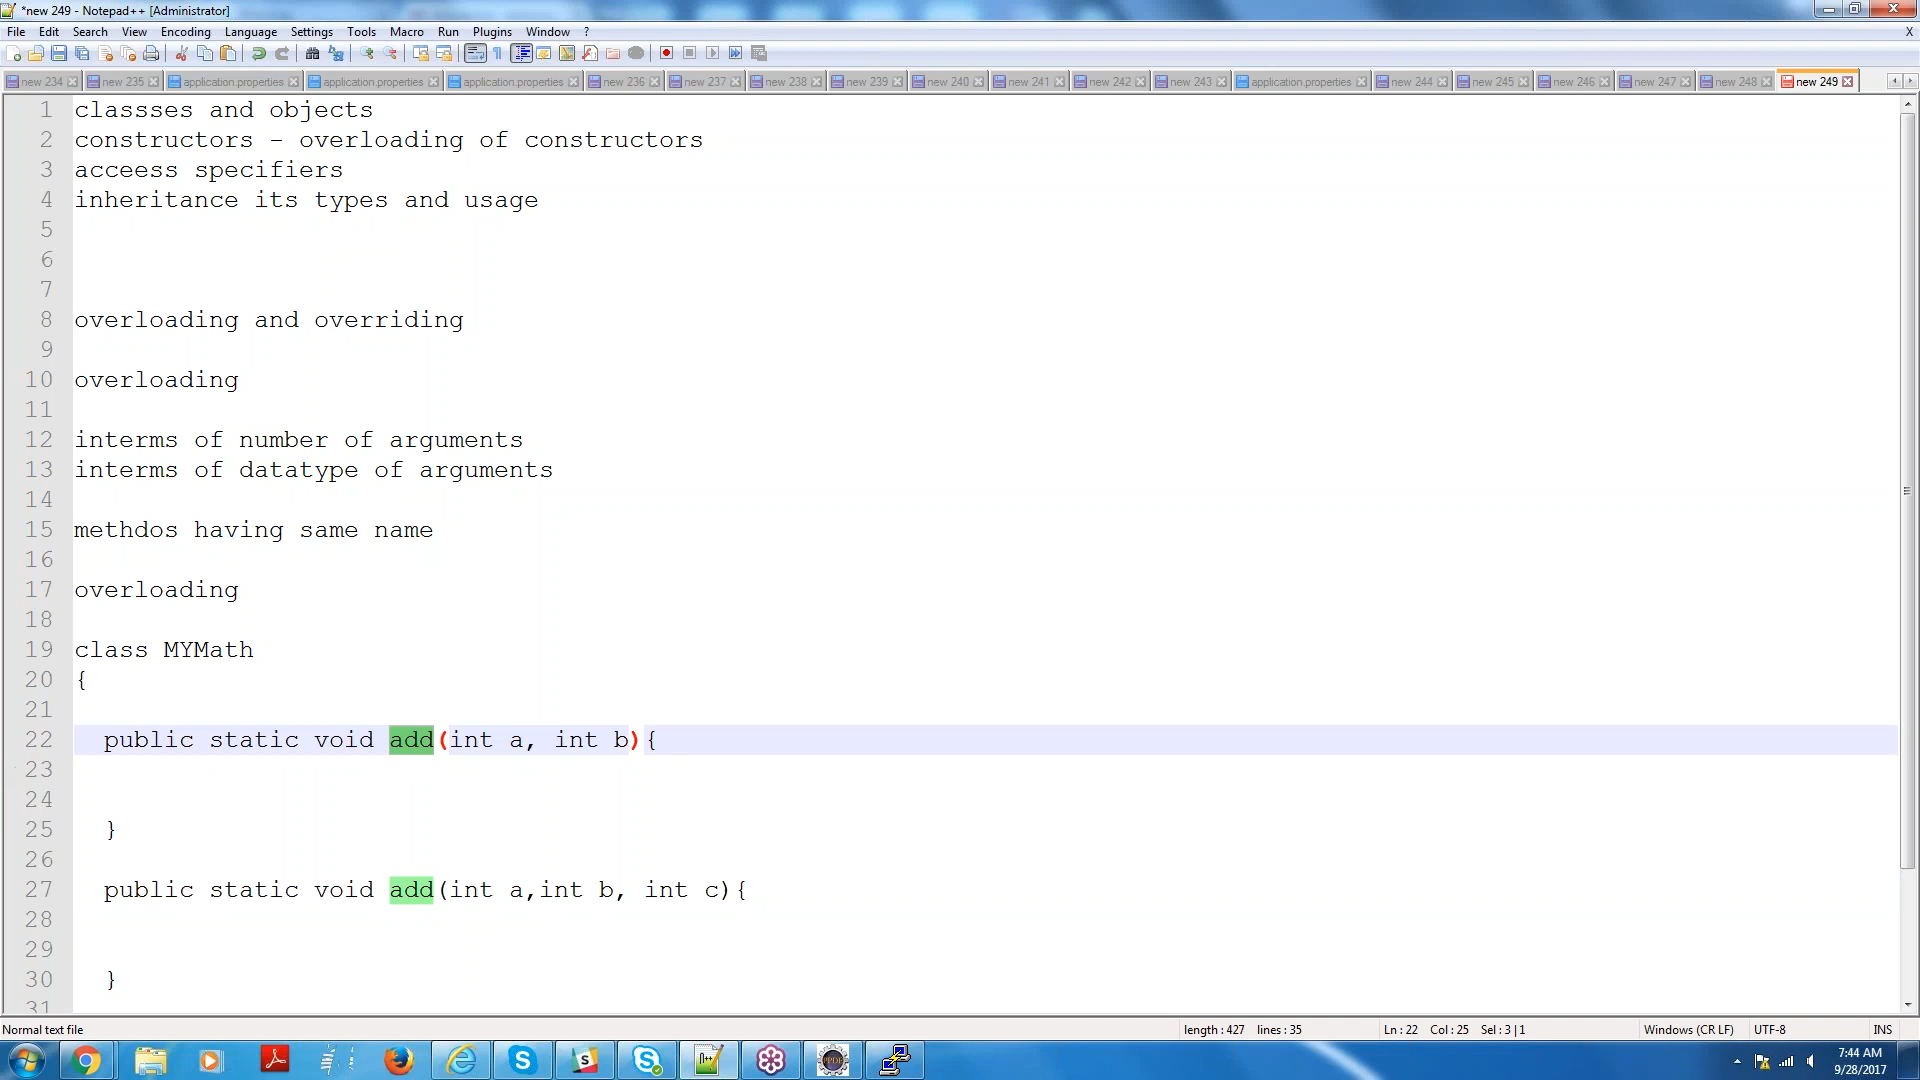 *new 249 - Notepad++ [Administrator]
File Edit Search View Encoding Language Settings Tools Macro Run Plugins Window ? X
new 234 new 235 application.properties application.properties application.properties new 236 new 237 new 238 new 239 new 240 new 241 new 242 new 243 application.properties new 244 new 245 new 246 new 247 new 248 new 249
1 classses and objects
2 constructors - overloading of constructors
3 acceess specifiers
4 inheritance its types and usage
5
6
7
8 overloading and overriding
9
10 overloading
11
12 interms of number of arguments
13 interms of datatype of arguments
14
15 methdos having same name
16
17 overloading
18
19 class MYMath
20 {
21
22 public static void add(int a, int b){
23
24
25 }
26
27 public static void add(int a,int b, int c){
28
29
30 }
31
Normal text file length : 427 lines : 35 Ln : 22 Col : 25 Sel : 3 | 1 Windows (CR LF) UTF-8 INS
7:44 AM
9/28/2017